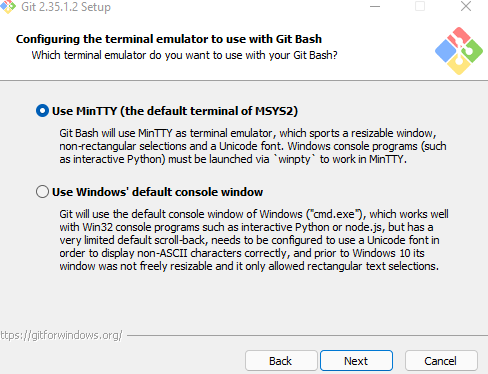 Git 2.35.1.2 Setup
Configuring the terminal emulator to use with Git Bash
Which terminal emulator do you want to use with your Git Bash?
Use MinTTY (the default terminal of MSYS2)
Git Bash will use MinTTY as terminal emulator, which sports a resizable window,
non-rectangular selections and a Unicode font. Windows console programs (such
as interactive Python) must be launched via `winpty` to work in MinTTY.
Use Windows' default console window
Git will use the default console window of Windows ("cmd.exe"), which works well
with Win32 console programs such as interactive Python or node.js, but has a
very limited default scroll-back, needs to be configured to use a Unicode font in
order to display non-ASCII characters correctly, and prior to Windows 10 its
window was not freely resizable and it only allowed rectangular text selections.
ttps://gitforwindows.org/
Back Next Cancel